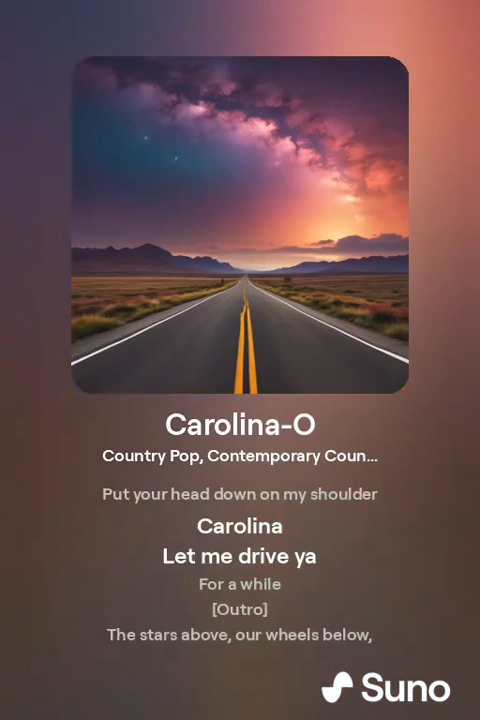 Carolina-O
Country Pop, Contemporary Coun...
Put your head down on my shoulder
Carolina
Let me drive ya
For a while
[Outro]
The stars above, our wheels below,
Suno